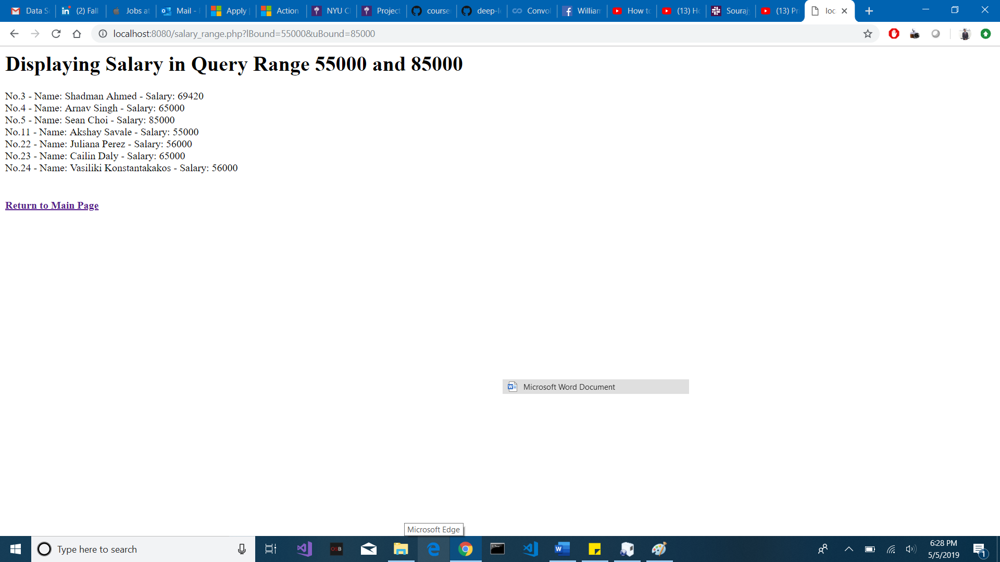 Data Sc
(2) Fall
Jobs at
Mail -
Apply
Action
NYU C
Project
course
deep-le
Convol
William
How to
(13) Ho
Souraj
(13) Pr
loc
localhost:8080/salary_range.php?lBound=55000&uBound=85000
Displaying Salary in Query Range 55000 and 85000
No.3 - Name: Shadman Ahmed - Salary: 69420
No.4 - Name: Arnav Singh - Salary: 65000
No.5 - Name: Sean Choi - Salary: 85000
No.11 - Name: Akshay Savale - Salary: 55000
No.22 - Name: Juliana Perez - Salary: 56000
No.23 - Name: Cailin Daly - Salary: 65000
No.24 - Name: Vasiliki Konstantakakos - Salary: 56000
Return to Main Page
Microsoft Word Document
Microsoft Edge
Type here to search
6:28 PM
5/5/2019
1